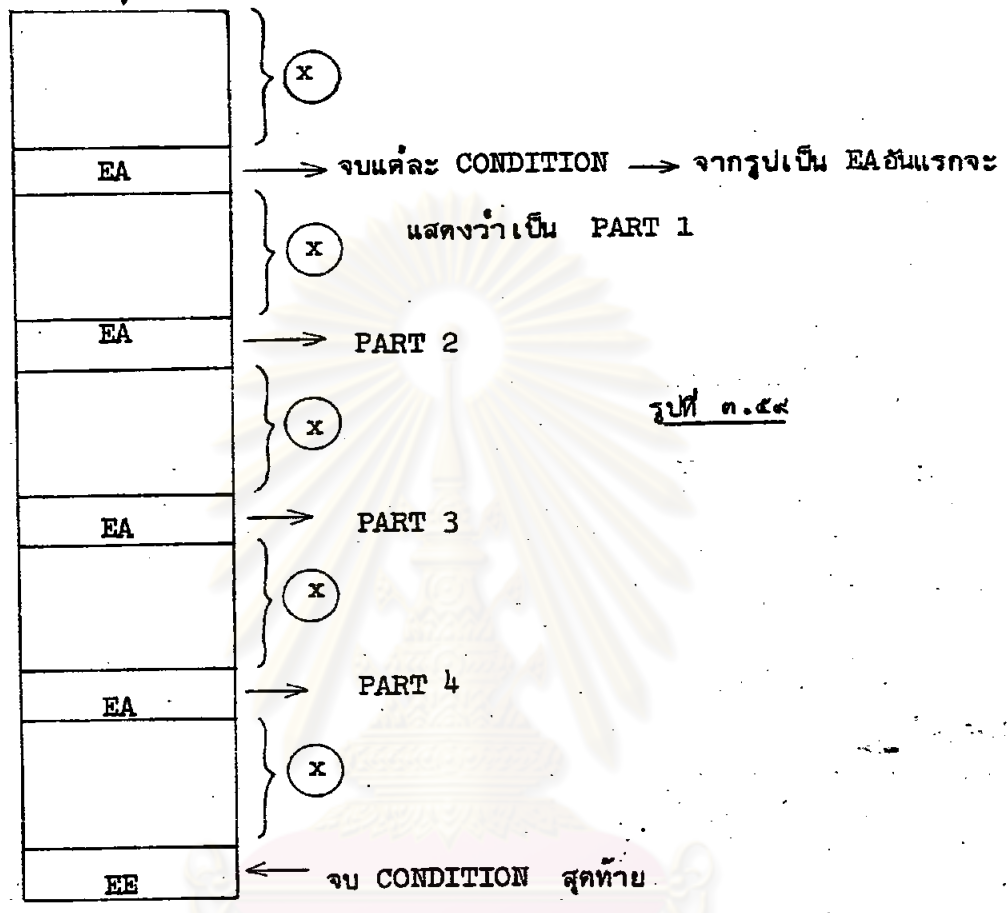 x
EA → จบแต่ละ CONDITION → จากรูปเป็น EAอันแรกจะ
x แสดงว่าเป็น PART 1
EA → PART 2
x รูปที่ ๓.๕๙
EA → PART 3
x
EA → PART 4
x
EE ← จบ CONDITION สุดท้าย